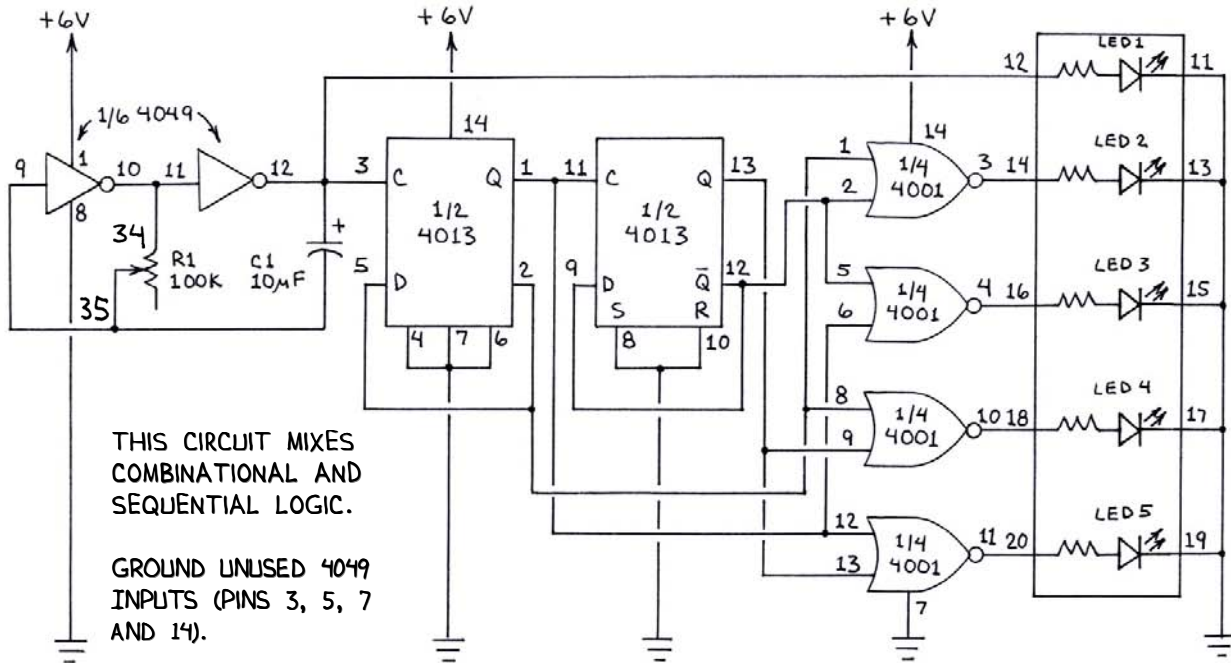 +6V
+6V
+6V
1/6 4049
9
1
10
11
12
8
34
R1
100K
35
C1
10µF
+
14
3
C
Q
1
1/2
4013
5
D
2
4
7
6
11
C
Q
13
1/2
4013
9
D
Q̅
12
S
R
8
10
1
2
14
1/4
4001
3
5
6
1/4
4001
4
8
9
1/4
4001
10
12
13
1/4
4001
11
7
12
LED 1
11
14
LED 2
13
16
LED 3
15
18
LED 4
17
20
LED 5
19
THIS CIRCUIT MIXES
COMBINATIONAL AND
SEQUENTIAL LOGIC.
GROUND UNUSED 4049
INPUTS (PINS 3, 5, 7
AND 14).